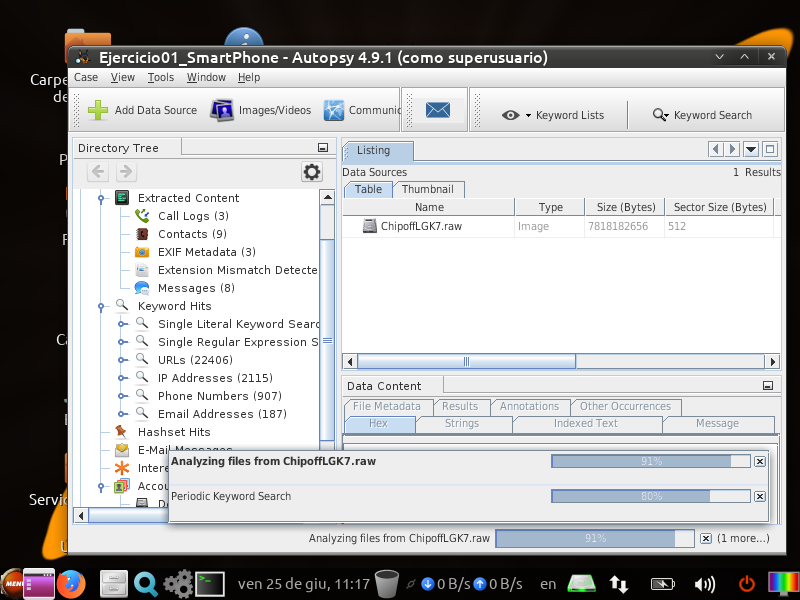 Ejercicio01_SmartPhone - Autopsy 4.9.1 (como superusuario)
Case View Tools Window Help
Add Data Source
Images/Videos
Communic
Keyword Lists
Keyword Search
Directory Tree
Extracted Content
Call Logs (3)
Contacts (9)
EXIF Metadata (3)
Extension Mismatch Detecte
Messages (8)
Keyword Hits
Single Literal Keyword Searc
Single Regular Expression S
URLs (22406)
IP Addresses (2115)
Phone Numbers (907)
Email Addresses (187)
Hashset Hits
E-Mail Messages
Intere
Accou
De
Listing
Data Sources
1 Results
Table Thumbnail
Name Type Size (Bytes) Sector Size (Bytes)
ChipoffLGK7.raw Image 7818182656 512
Data Content
File Metadata Results Annotations Other Occurrences
Hex Strings Indexed Text Message
Analyzing files from ChipoffLGK7.raw 91%
Periodic Keyword Search 80%
Analyzing files from ChipoffLGK7.raw 91% (1 more...)
Carpe
de
Servic
MENU
ven 25 de giu, 11:17
0 B/s 0 B/s
en